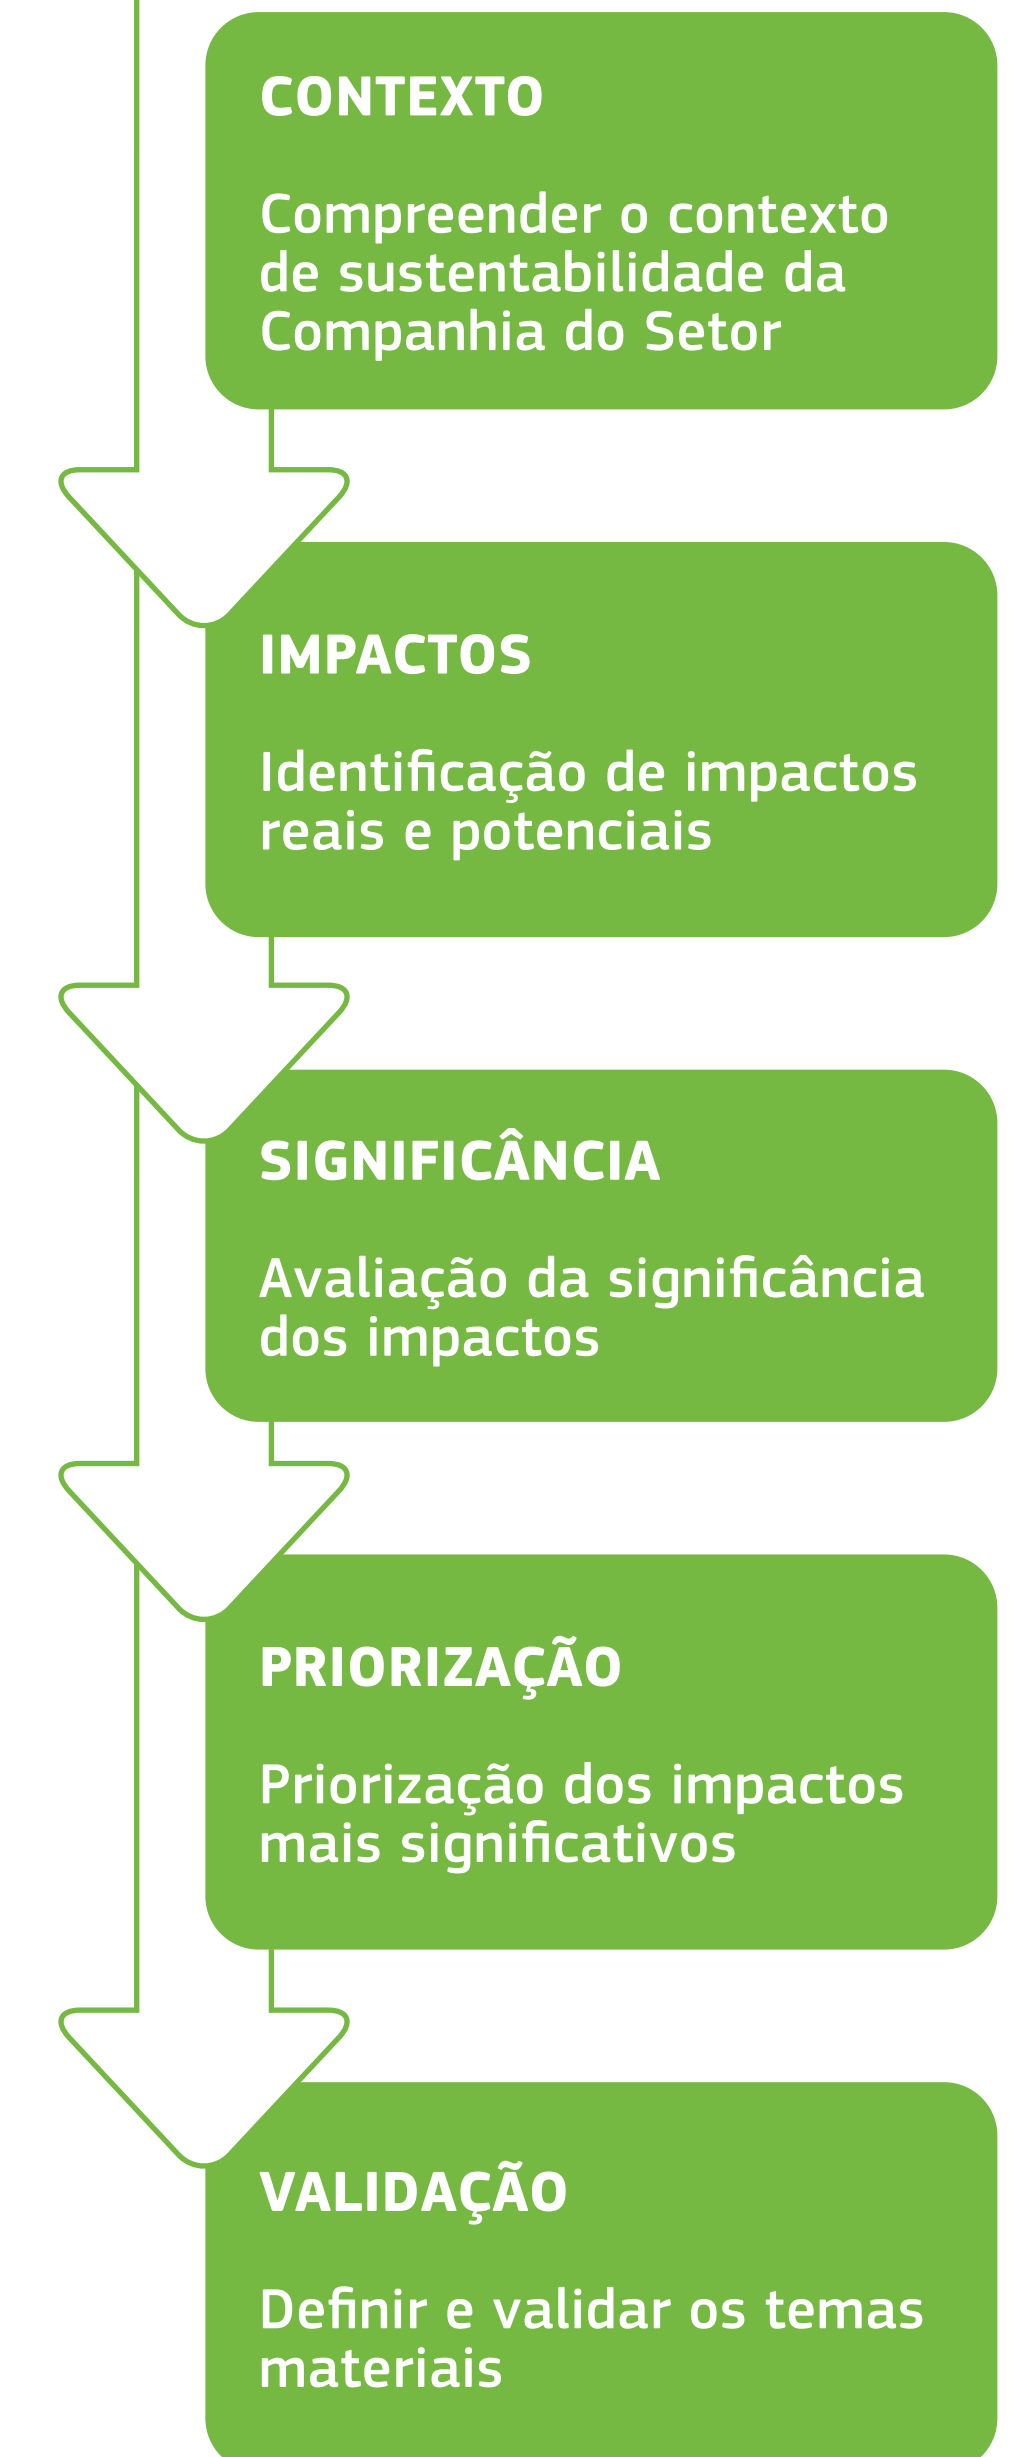 CONTEXTO
Compreender o contexto
de sustentabilidade da
Companhia do Setor
IMPACTOS
Identificação de impactos
reais e potenciais
SIGNIFICÂNCIA
Avaliação da significância
dos impactos
PRIORIZAÇÃO
Priorização dos impactos
mais significativos
VALIDAÇÃO
Definir e validar os temas
materiais